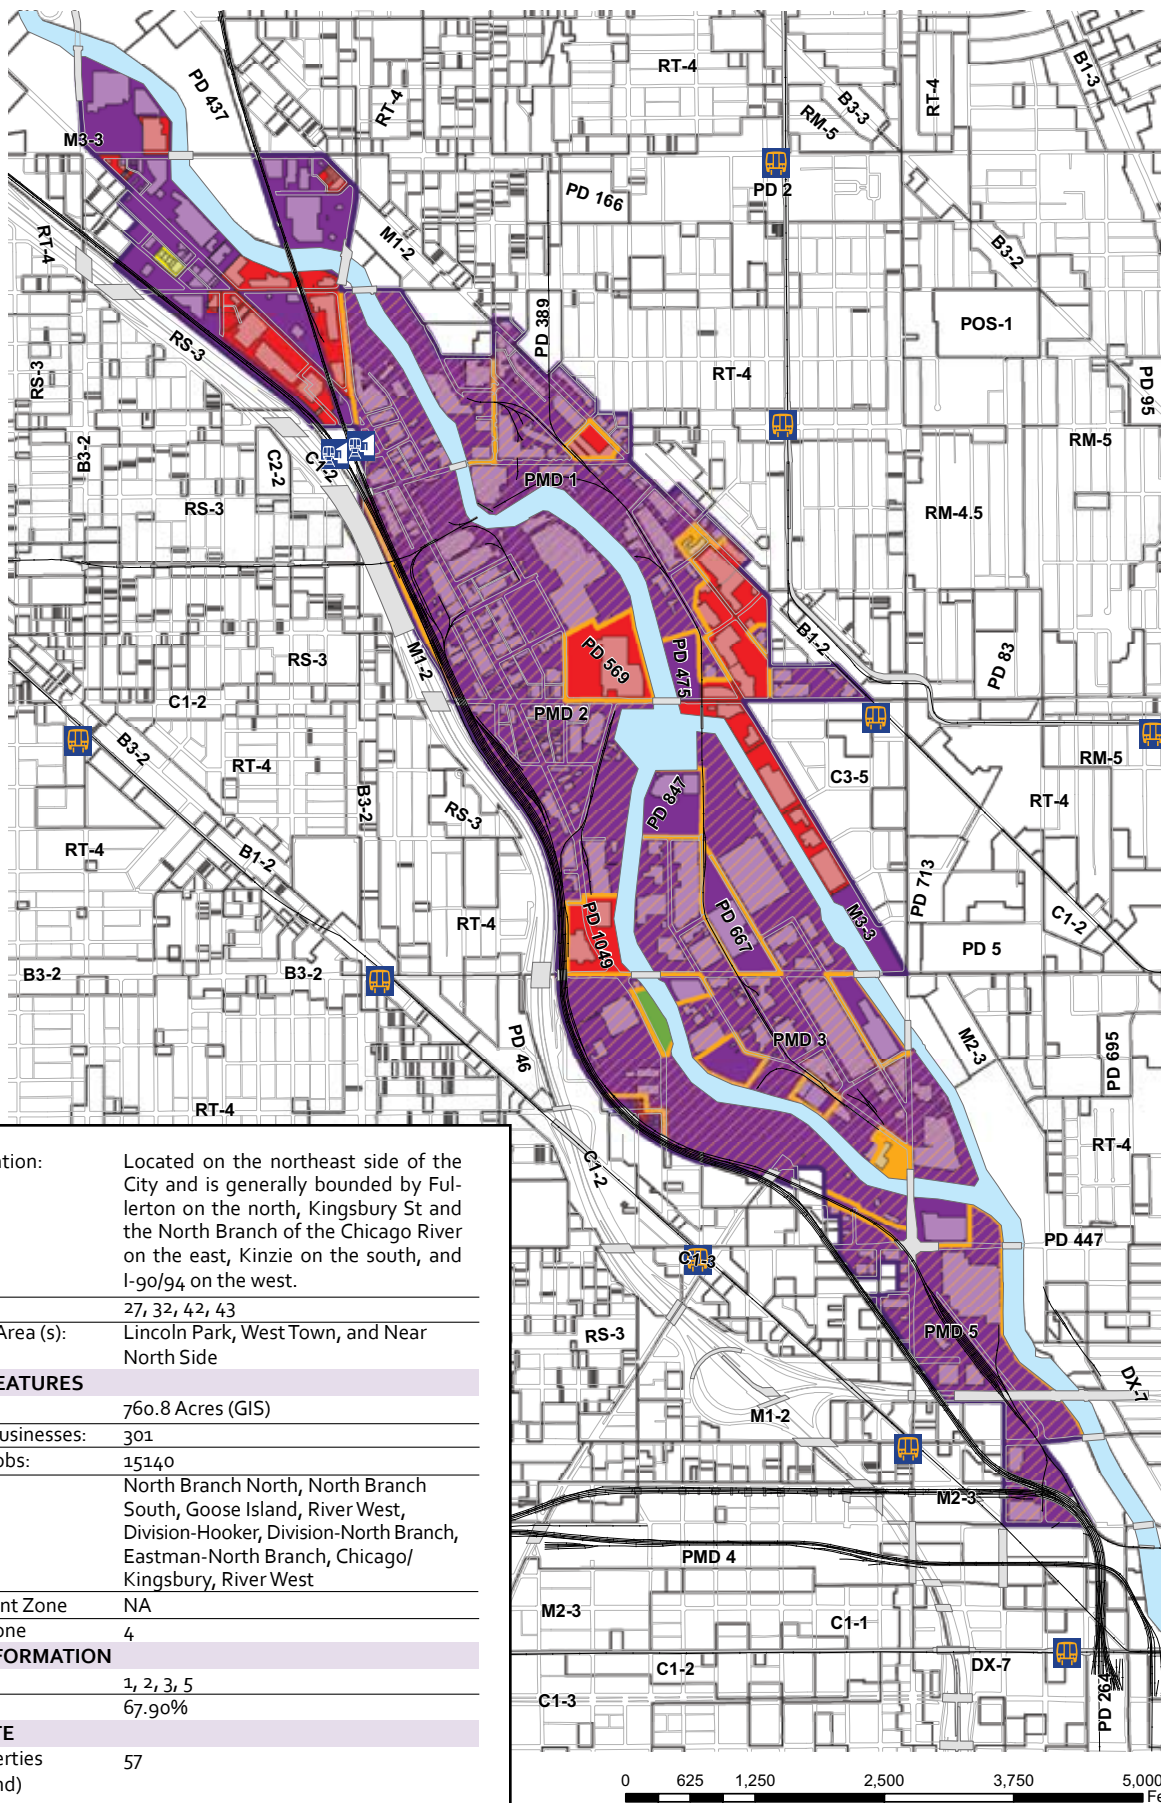 RT-4
B1-3
PD 437
RT-4
B3-3
RT-4
RM-5
M3-3
PD 2
PD 166
RT-4
M1-2
B3-2
PD 389
POS-1
RS-3
RS-3
RT-4
PD 95
B3-2
C2-2
C1-2
RM-5
PMD 1
RS-3
RM-4.5
RS-3
M1-2
PD 569
PD 475
B1-2
PD 83
C1-2
PMD 2
B3-2
RT-4
RM-5
C3-5
B3-2
RS-3
PD 847
RT-4
RT-4
B1-2
PD 713
RT-4
PD 1049
PD 667
M3-3
C1-2
PD 5
B3-2
B3-2
PD 46
PMD 3
M2-3
PD 695
RT-4
RT-4
C1-2
PD 447
C1-3
RS-3
PMD 5
DX-7
M1-2
M2-3
PMD 4
M2-3
C1-1
C1-2
DX-7
C1-3
PD 264
tion:
Located on the northeast side of the
City and is generally bounded by Ful-
lerton on the north, Kingsbury St and
the North Branch of the Chicago River
on the east, Kinzie on the south, and
I-90/94 on the west.
27, 32, 42, 43
Area (s): Lincoln Park, West Town, and Near
North Side
EATURES
760.8 Acres (GIS)
usinesses: 301
obs: 15140
North Branch North, North Branch
South, Goose Island, River West,
Division-Hooker, Division-North Branch,
Eastman-North Branch, Chicago/
Kingsbury, River West
nt Zone NA
one 4
FORMATION
1, 2, 3, 5
67.90%
TE
erties 57
nd)
0 625 1,250 2,500 3,750 5,000
Fe